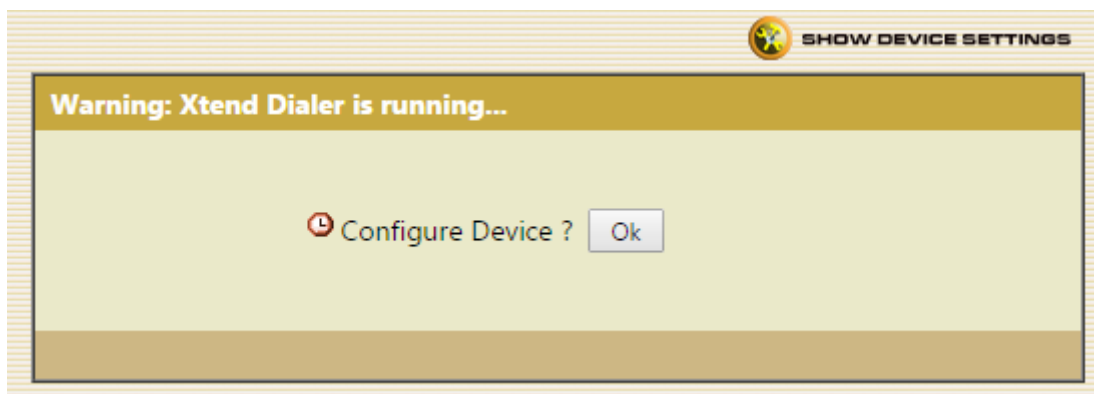 SHOW DEVICE SETTINGS
Warning: Xtend Dialer is running...
Configure Device ? Ok